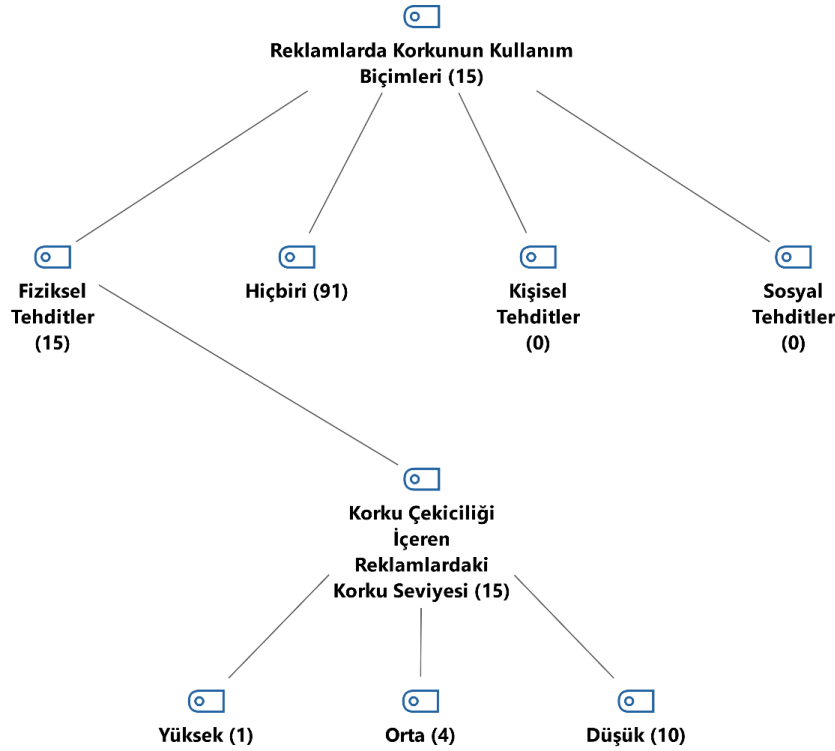 Reklamlarda Korkunun Kullanım
Biçimleri (15)
Fiziksel
Tehditler
(15)
Hiçbiri (91)
Kişisel
Tehditler
(0)
Sosyal
Tehditler
(0)
Korku Çekiciliği
İçeren
Reklamlardaki
Korku Seviyesi (15)
Yüksek (1)
Orta (4)
Düşük (10)